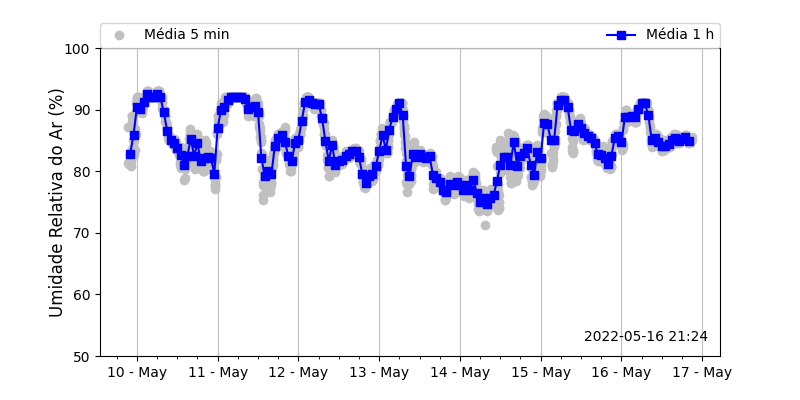 Média 5 min
Média 1 h
Umidade Relativa do Ar (%)
100
90
80
70
60
50
2022-05-16 21:24
10 - May
11 - May
12 - May
13 - May
14 - May
15 - May
16 - May
17 - May